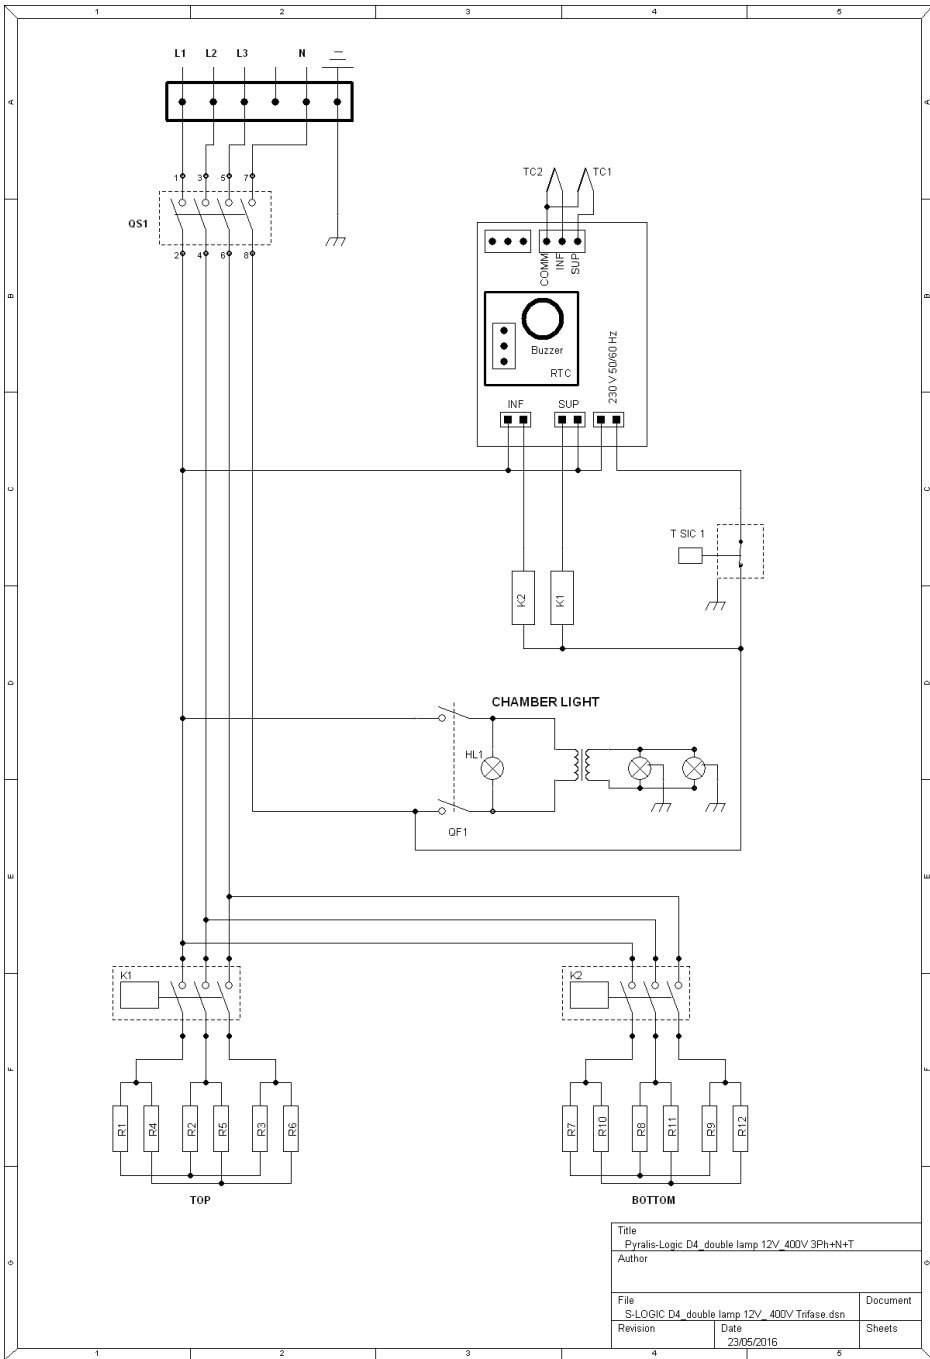 1 2 3 4 5
L1 L2 L3 N
A A
TC2 TC1
1 3 5 7
QS1
2 4 6 8
COMM
INF
SUP
B B
Buzzer
RTC
230 V 50/60 Hz
INF SUP
C C
T SIC 1
K2 K1
D D
CHAMBER LIGHT
HL1
QF1
E E
K1 K2
F F
R1 R4 R2 R5 R3 R6 R7 R10 R8 R11 R9 R12
TOP BOTTOM
Title
Pyralis-Logic D4_double lamp 12V_400V 3Ph+N+T
Author
G G
File Document
S-LOGIC D4_double lamp 12V_ 400V Trifase.dsn
Revision Date Sheets
23/05/2016
1 2 3 4 5